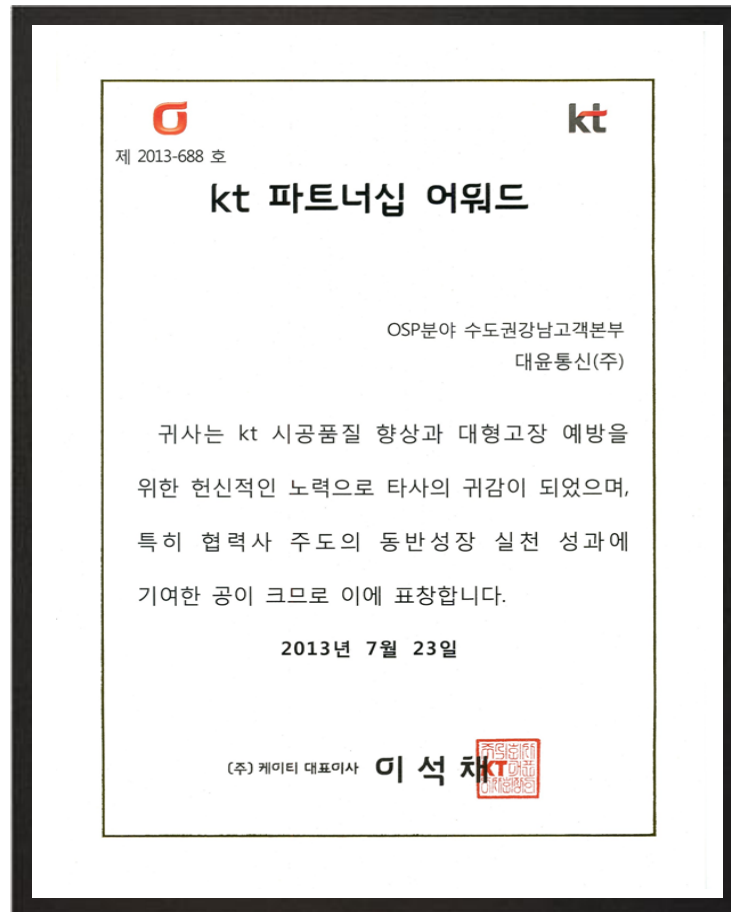 kt
제 2013-688 호
kt 파트너십 어워드
OSP분야 수도권강남고객본부
대윤통신(주)
귀사는 kt 시공품질 향상과 대형고장 예방을
위한 헌신적인 노력으로 타사의 귀감이 되었으며,
특히 협력사 주도의 동반성장 실천 성과에
기여한 공이 크므로 이에 표창합니다.
2013년 7월 23일
(주) 케이티 대표이사 이 석 채
KT